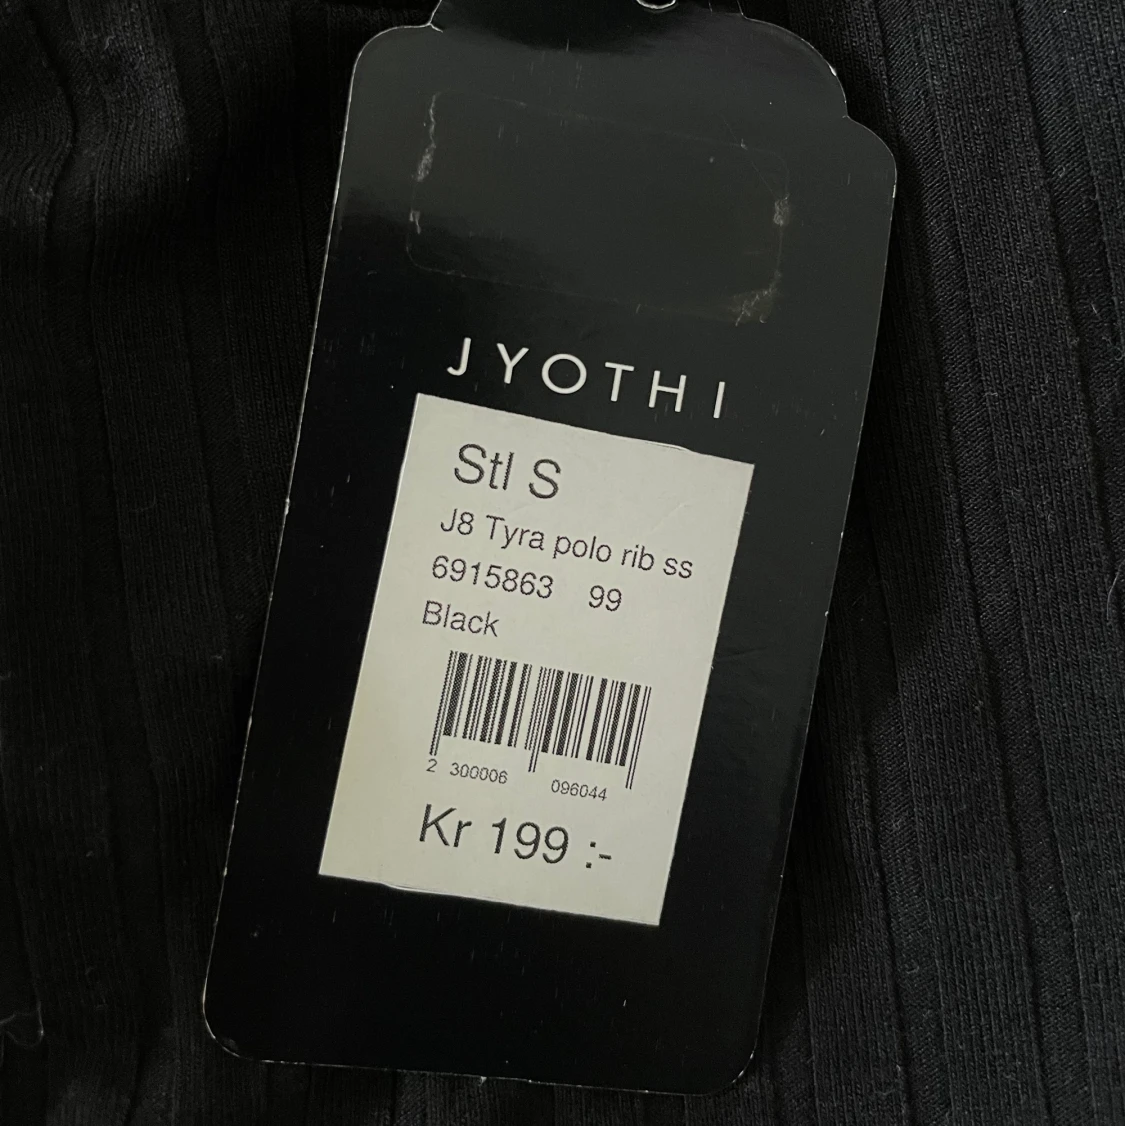 JYOTHI
Stl S
J8 Tyra polo rib ss
6915863 99
Black
2 300006 096044
Kr 199 :-